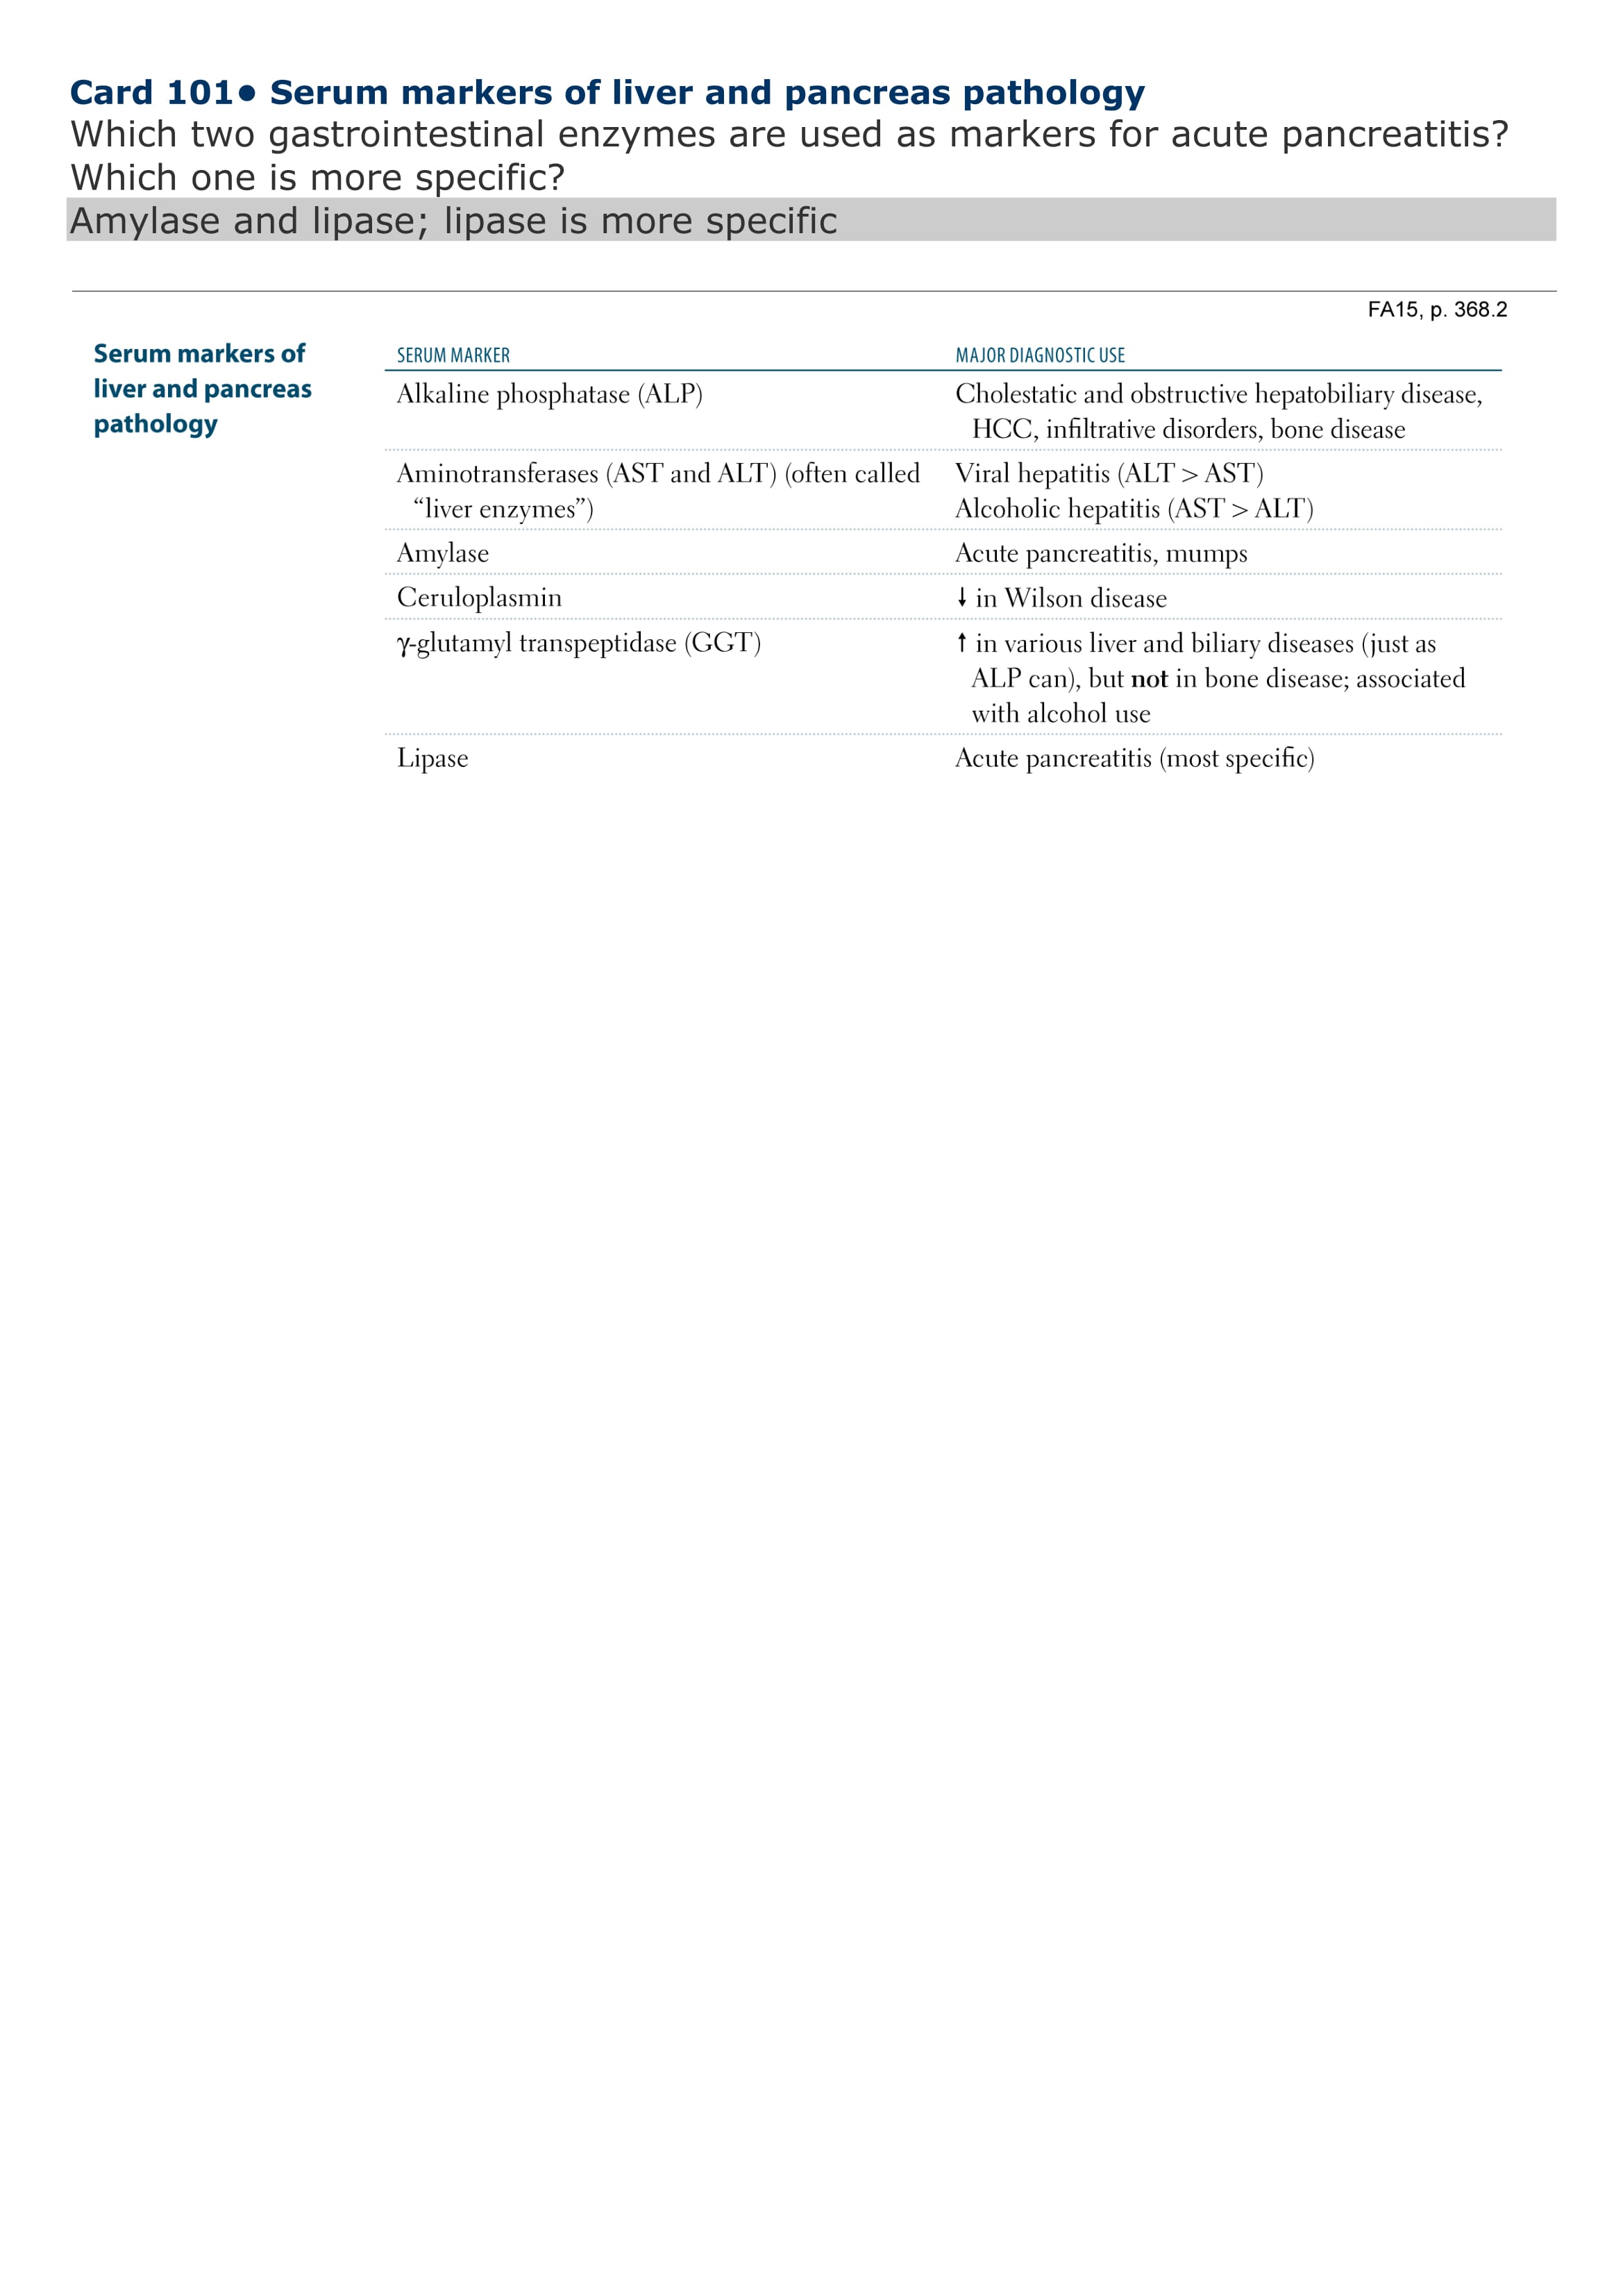 Card 101• Serum markers of liver and pancreas pathology
Which two gastrointestinal enzymes are used as markers for acute pancreatitis?
Which one is more specific?
Amylase and lipase; lipase is more specific
FA15, p. 368.2
Serum markers of
liver and pancreas
pathology
SERUM MARKER
MAJOR DIAGNOSTIC USE
Alkaline phosphatase (ALP)
Cholestatic and obstructive hepatobiliary disease,
HCC, infiltrative disorders, bone disease
Aminotransferases (AST and ALT) (often called
“liver enzymes”)
Viral hepatitis (ALT > AST)
Alcoholic hepatitis (AST > ALT)
Amylase
Acute pancreatitis, mumps
Ceruloplasmin
↓ in Wilson disease
γ-glutamyl transpeptidase (GGT)
↑ in various liver and biliary diseases (just as
ALP can), but not in bone disease; associated
with alcohol use
Lipase
Acute pancreatitis (most specific)